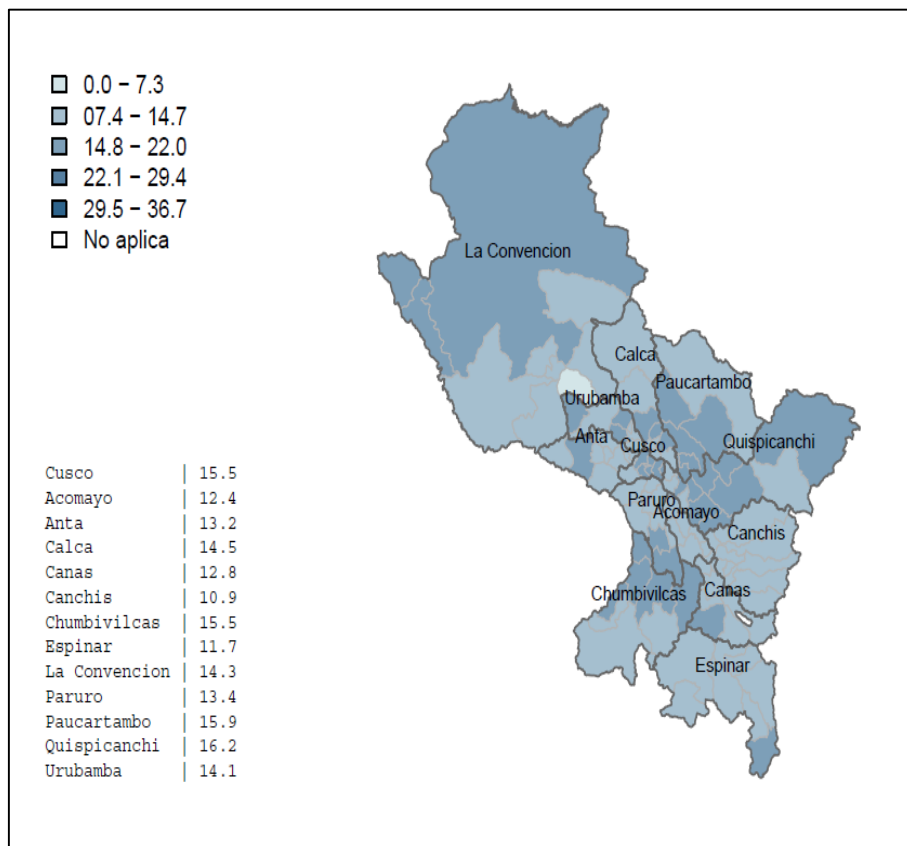 0.0 – 7.3
07.4 – 14.7
14.8 – 22.0
22.1 – 29.4
29.5 – 36.7
No aplica
La Convencion
Calca
Paucartambo
Urubamba
Quispicanchi
Anta
Cusco
Paruro
Acomayo
Canchis
Chumbivilcas
Canas
Espinar
Cusco | 15.5
Acomayo | 12.4
Anta | 13.2
Calca | 14.5
Canas | 12.8
Canchis | 10.9
Chumbivilcas | 15.5
Espinar | 11.7
La Convencion | 14.3
Paruro | 13.4
Paucartambo | 15.9
Quispicanchi | 16.2
Urubamba | 14.1